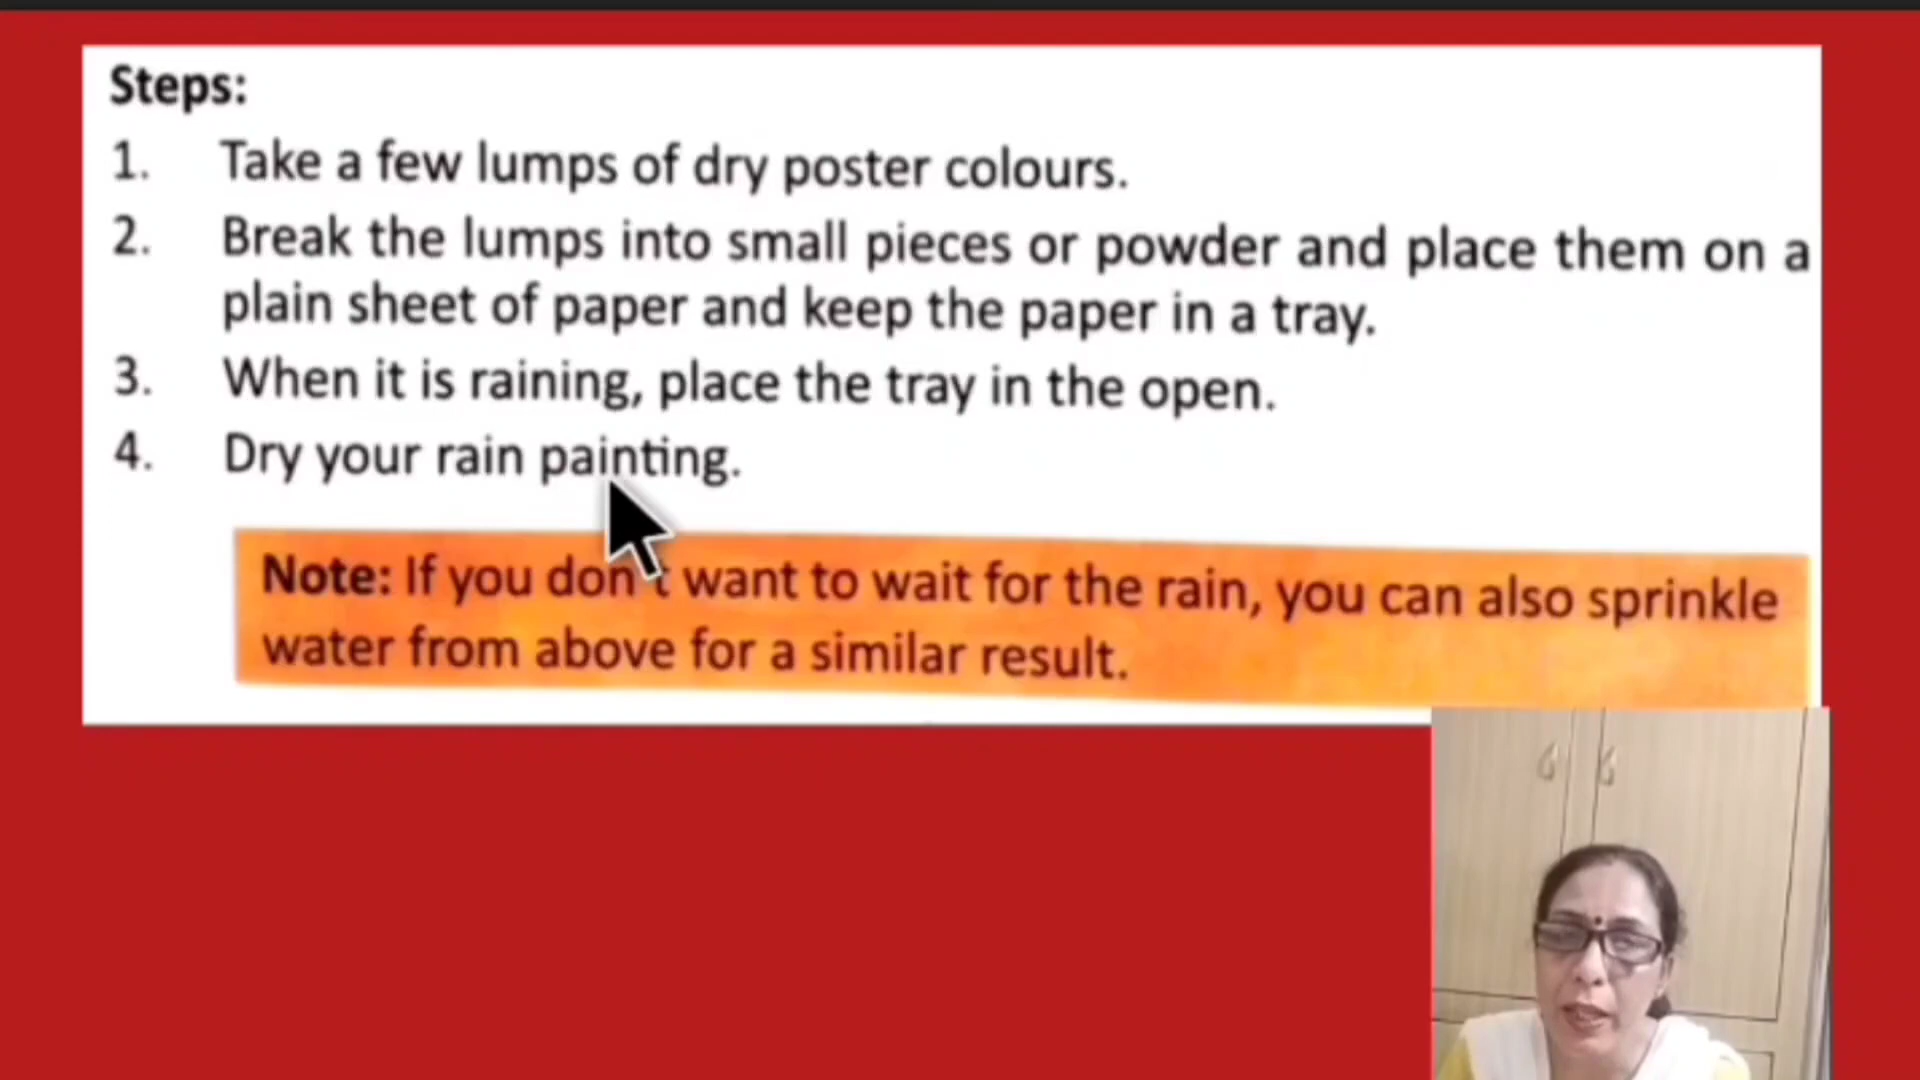 Steps:
1. Take a few lumps of dry poster colours.
2. Break the lumps into small pieces or powder and place them on a
plain sheet of paper and keep the paper in a tray.
3. When it is raining, place the tray in the open.
4. Dry your rain painting.
Note: If you don't want to wait for the rain, you can also sprinkle
water from above for a similar result.